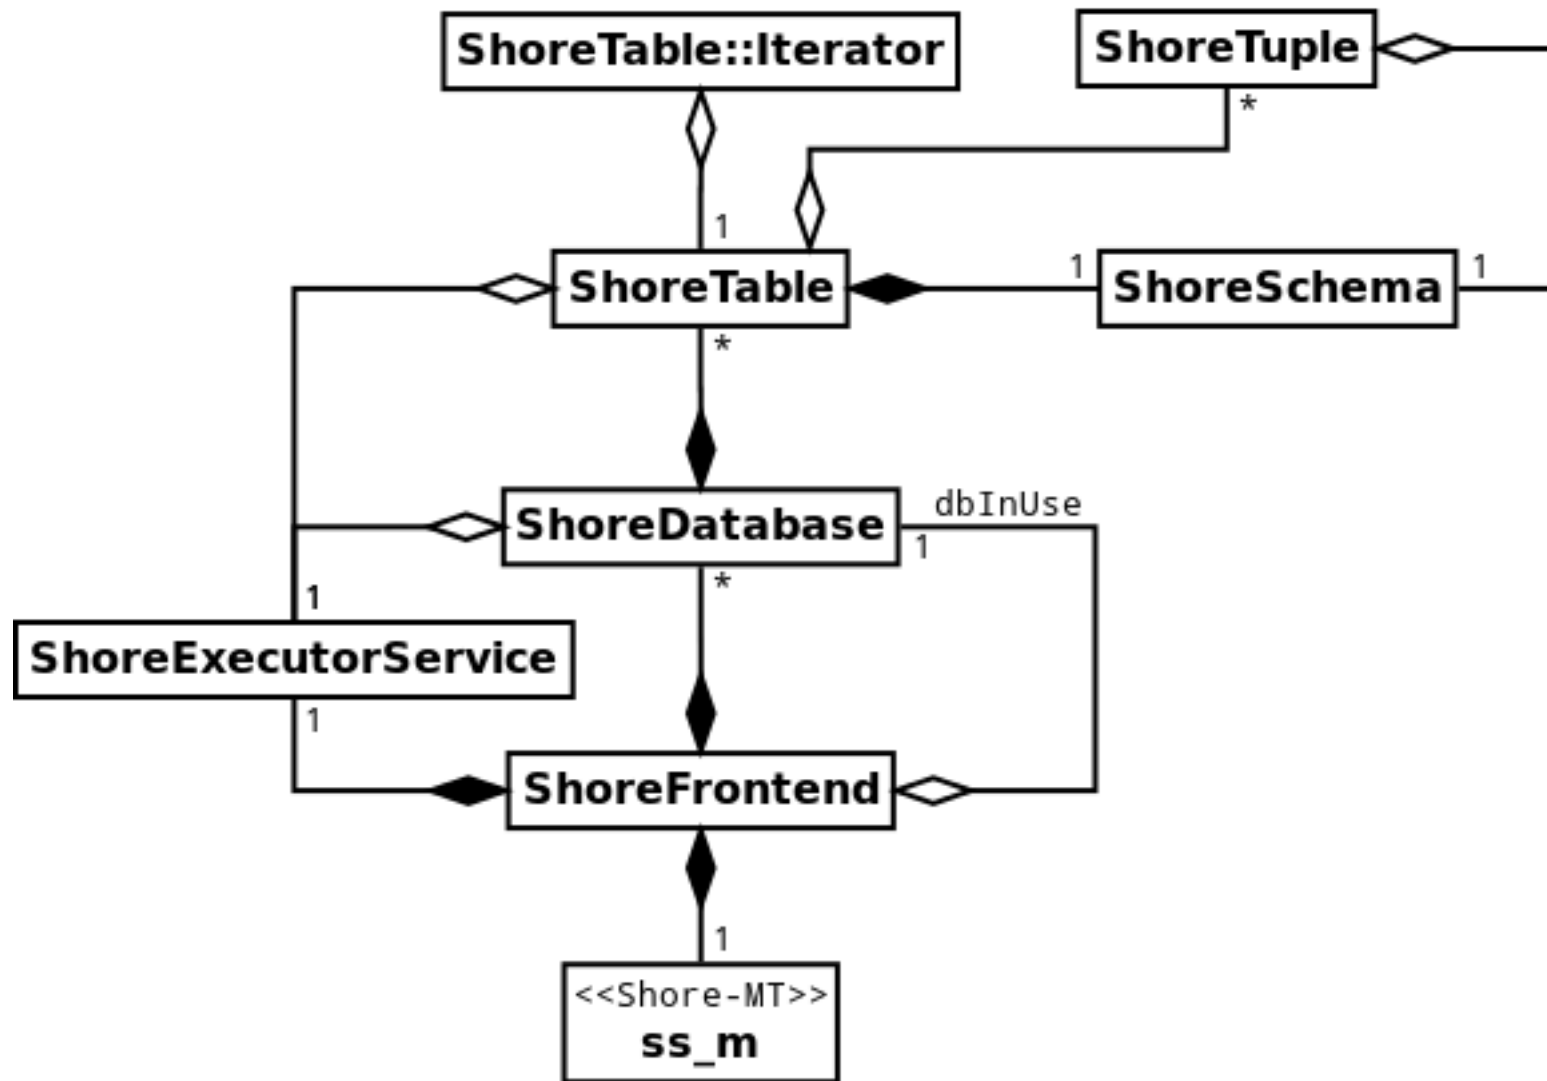 ShoreTable::Iterator
ShoreTuple
*
1
ShoreTable
1
ShoreSchema
1
*
dbInUse
ShoreDatabase
1
*
1
ShoreExecutorService
1
ShoreFrontend
1
<<Shore-MT>>
ss_m